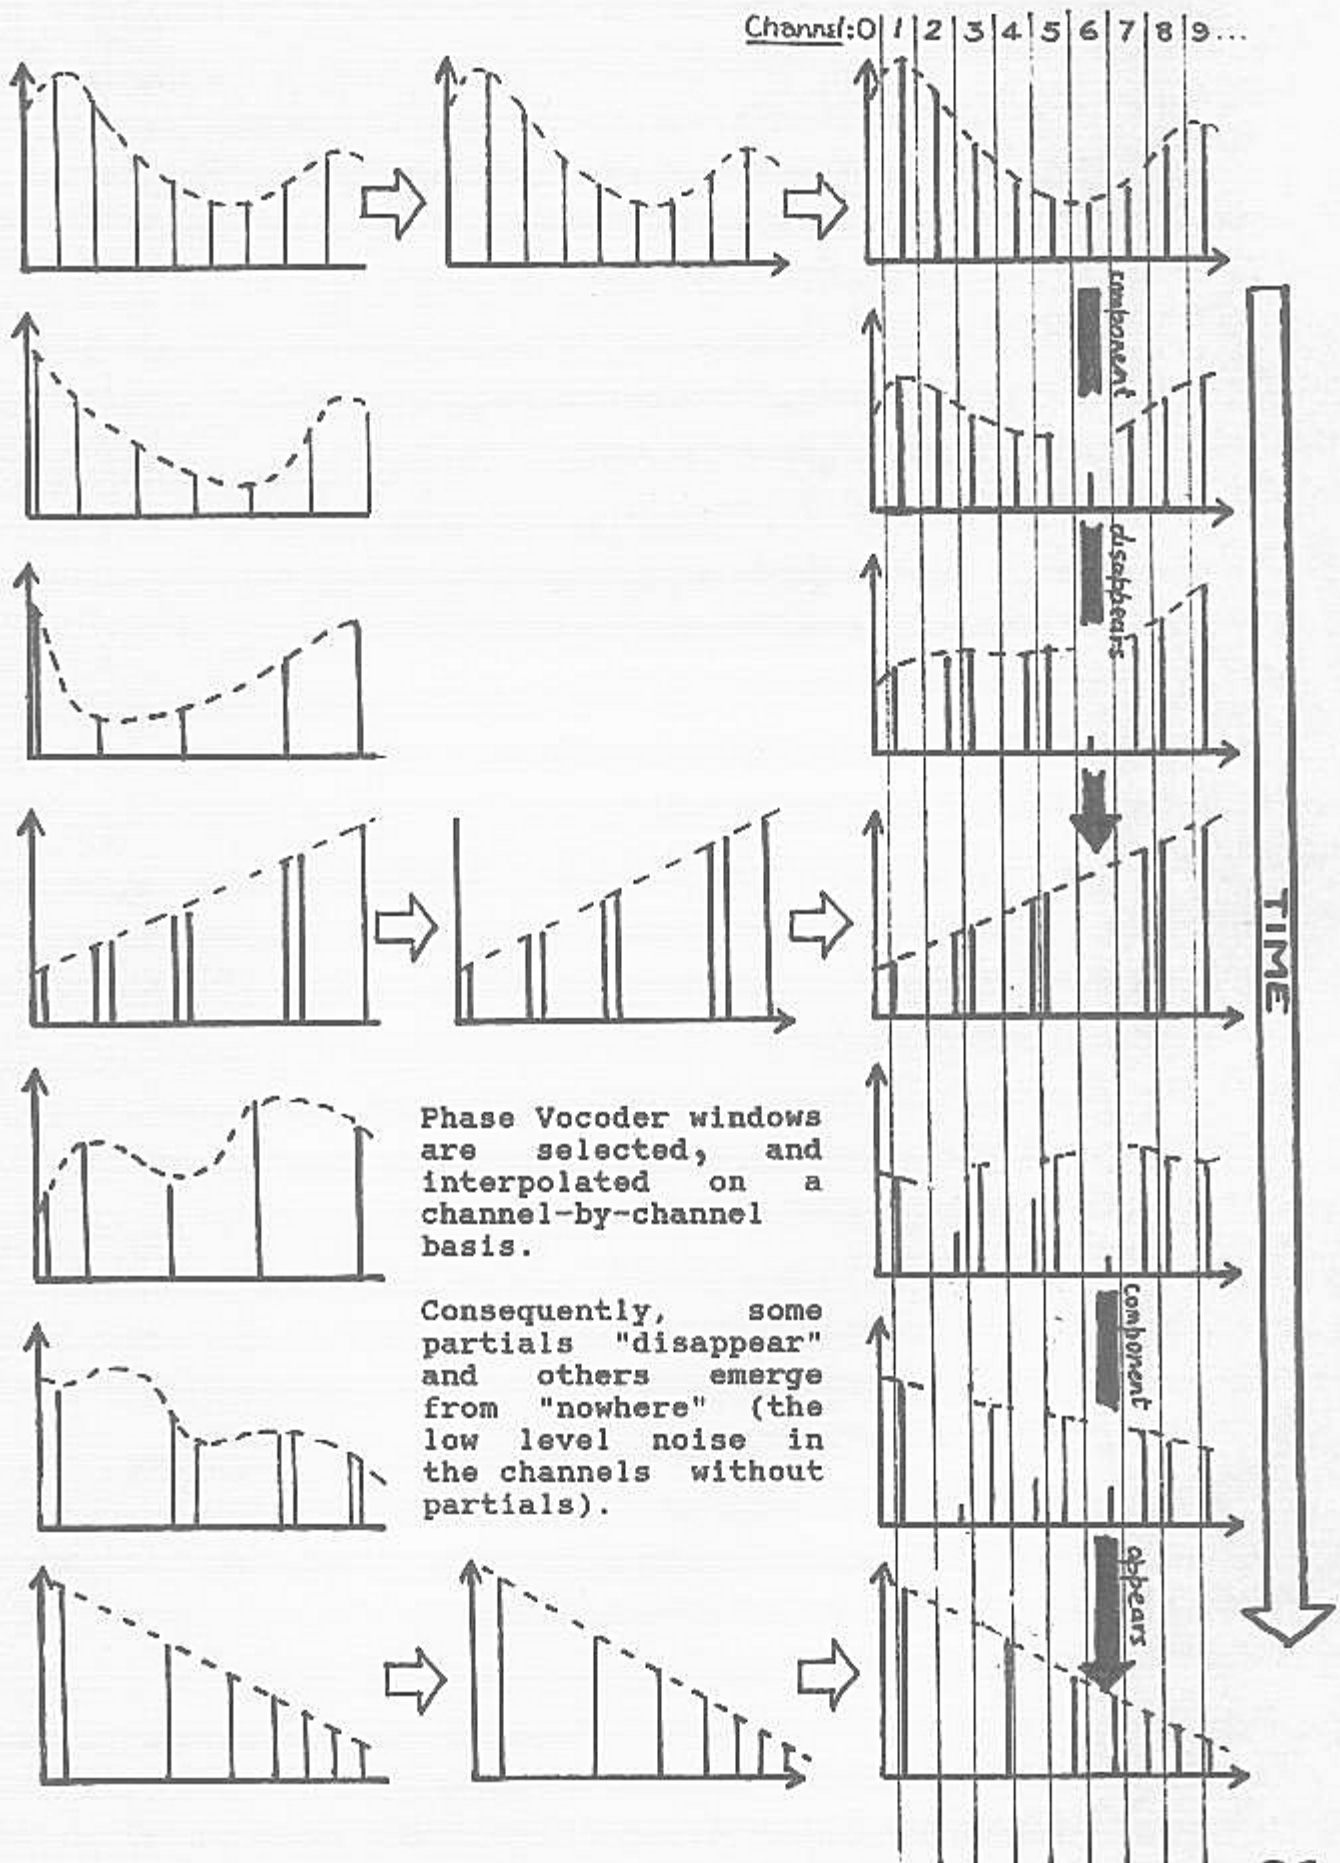 Channel:0|1|2|3|4|5|6|7|8|9...
component
disappears
TIME
Phase Vocoder windows
are selected, and
interpolated on a
channel-by-channel
basis.
Consequently, some
partials "disappear"
and others emerge
from "nowhere" (the
low level noise in
the channels without
partials).
component
appears